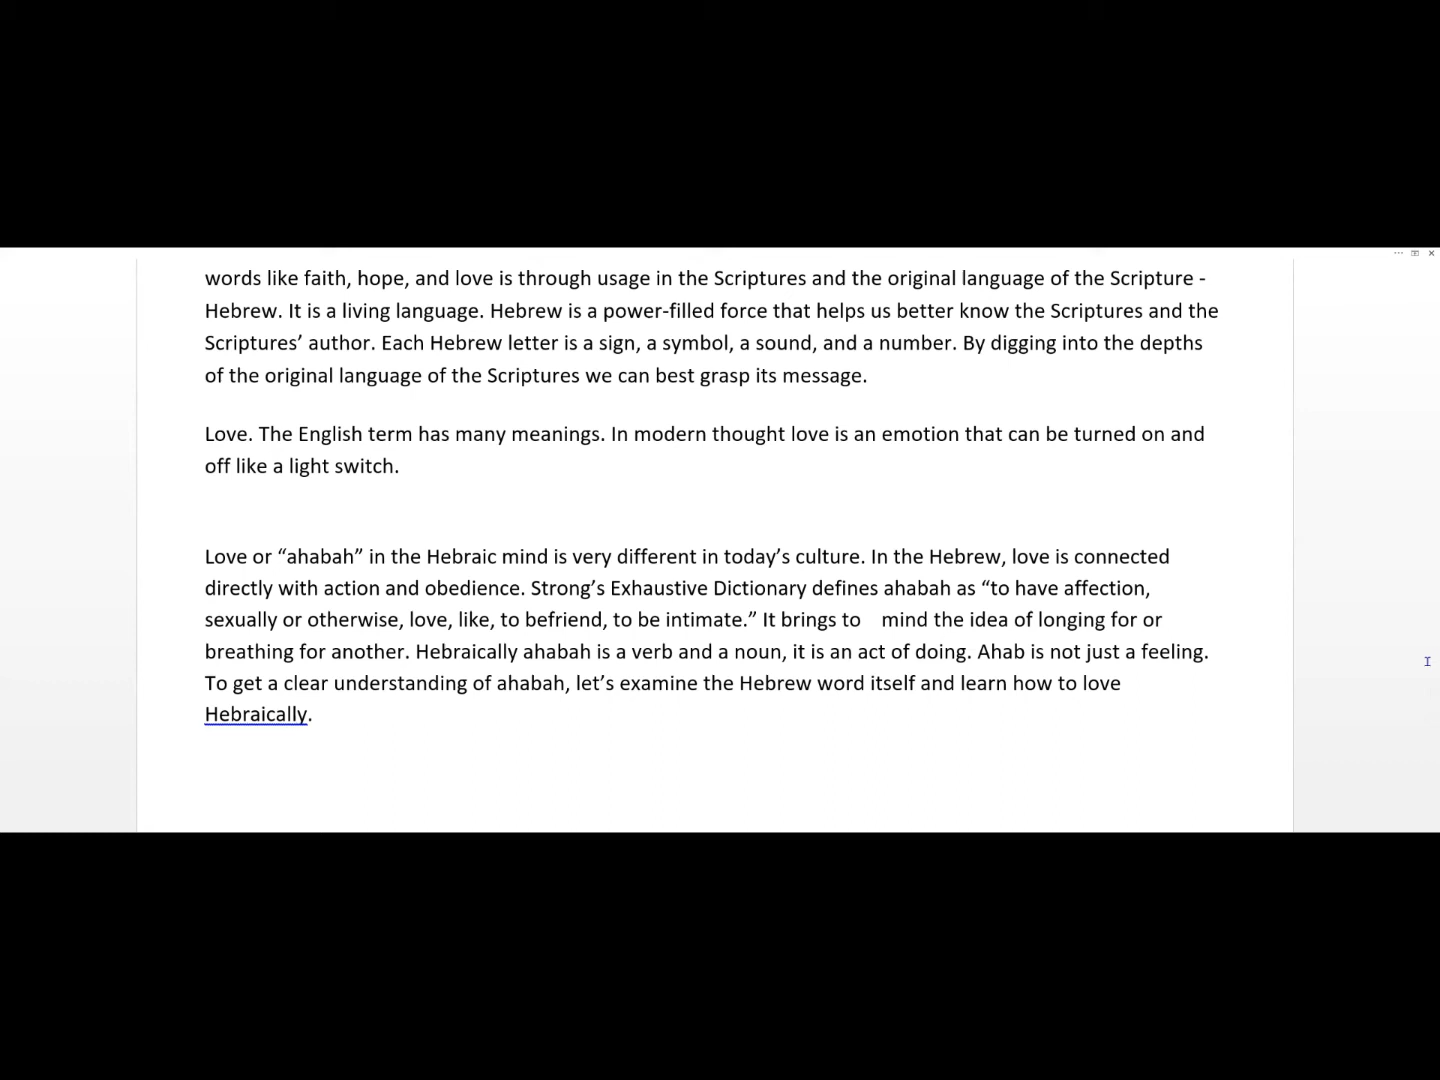 words like faith, hope, and love is through usage in the Scriptures and the original language of the Scripture -
Hebrew. It is a living language. Hebrew is a power-filled force that helps us better know the Scriptures and the
Scriptures’ author. Each Hebrew letter is a sign, a symbol, a sound, and a number. By digging into the depths
of the original language of the Scriptures we can best grasp its message.
Love. The English term has many meanings. In modern thought love is an emotion that can be turned on and
off like a light switch.
Love or “ahabah” in the Hebraic mind is very different in today’s culture. In the Hebrew, love is connected
directly with action and obedience. Strong’s Exhaustive Dictionary defines ahabah as “to have affection,
sexually or otherwise, love, like, to befriend, to be intimate.” It brings to mind the idea of longing for or
breathing for another. Hebraically ahabah is a verb and a noun, it is an act of doing. Ahab is not just a feeling.
To get a clear understanding of ahabah, let’s examine the Hebrew word itself and learn how to love
Hebraically.